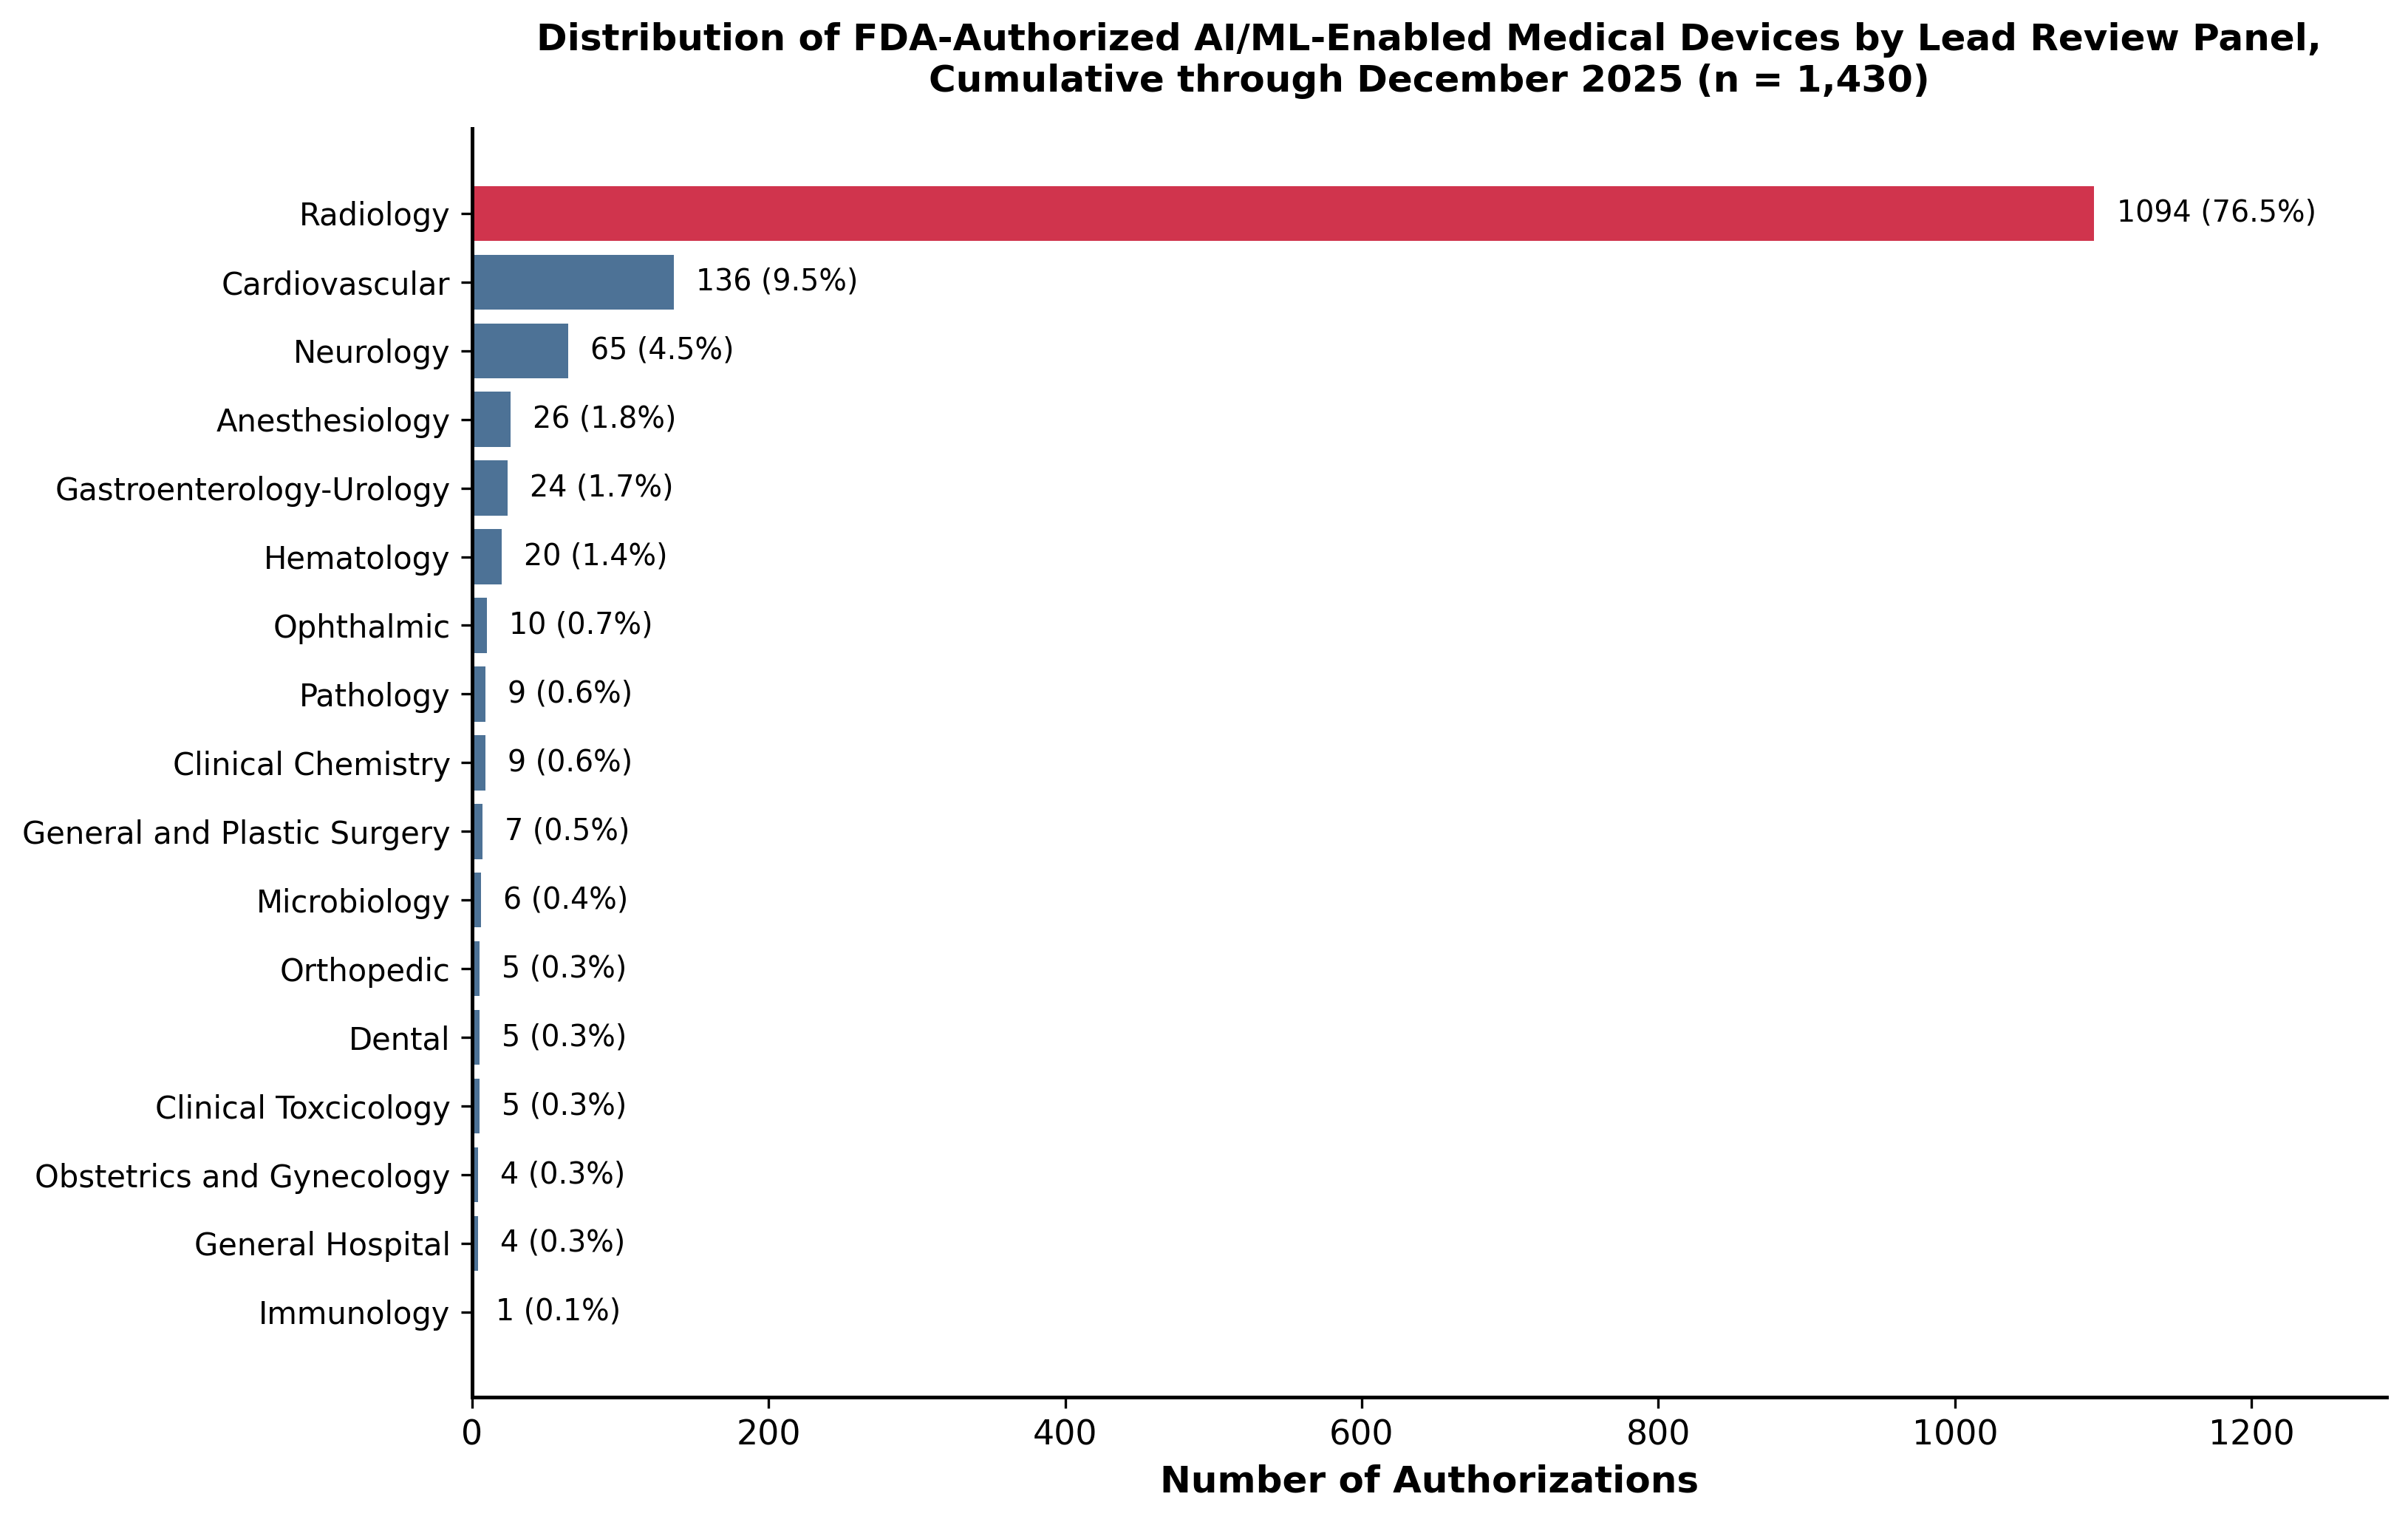 Distribution of FDA-Authorized AI/ML-Enabled Medical Devices by Lead Review Panel,
Cumulative through December 2025 (n = 1,430)
Radiology 1094 (76.5%)
Cardiovascular 136 (9.5%)
Neurology 65 (4.5%)
Anesthesiology 26 (1.8%)
Gastroenterology-Urology 24 (1.7%)
Hematology 20 (1.4%)
Ophthalmic 10 (0.7%)
Pathology 9 (0.6%)
Clinical Chemistry 9 (0.6%)
General and Plastic Surgery 7 (0.5%)
Microbiology 6 (0.4%)
Orthopedic 5 (0.3%)
Dental 5 (0.3%)
Clinical Toxcicology 5 (0.3%)
Obstetrics and Gynecology 4 (0.3%)
General Hospital 4 (0.3%)
Immunology 1 (0.1%)
0 200 400 600 800 1000 1200
Number of Authorizations